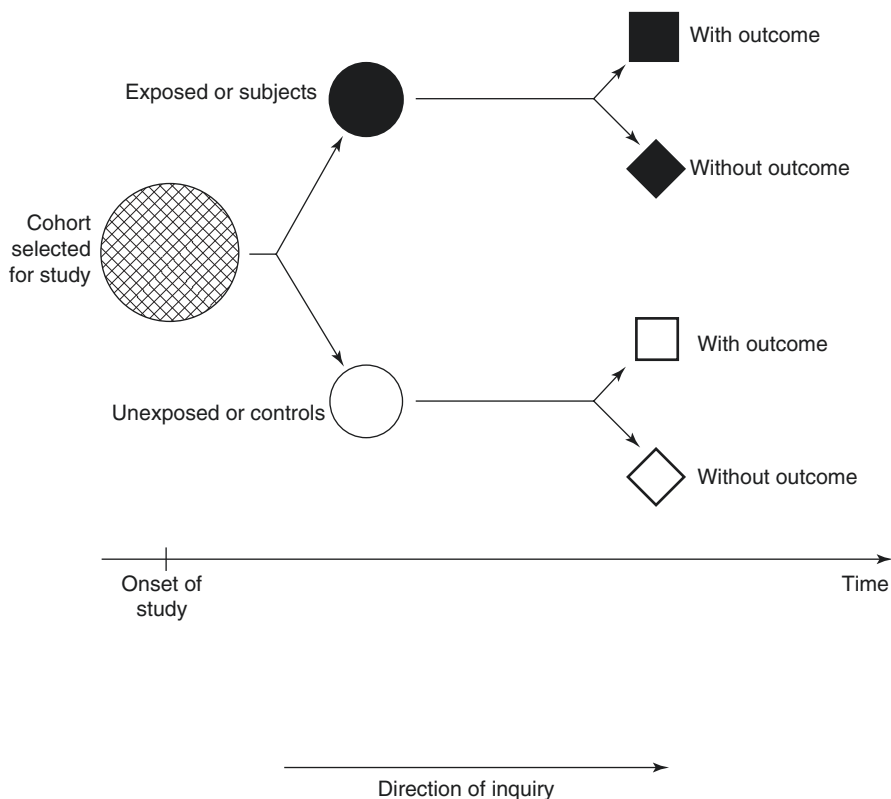 With outcome
Exposed or subjects
Without outcome
Cohort
selected
for study
With outcome
Unexposed or controls
Without outcome
Onset of
study
Time
Direction of inquiry